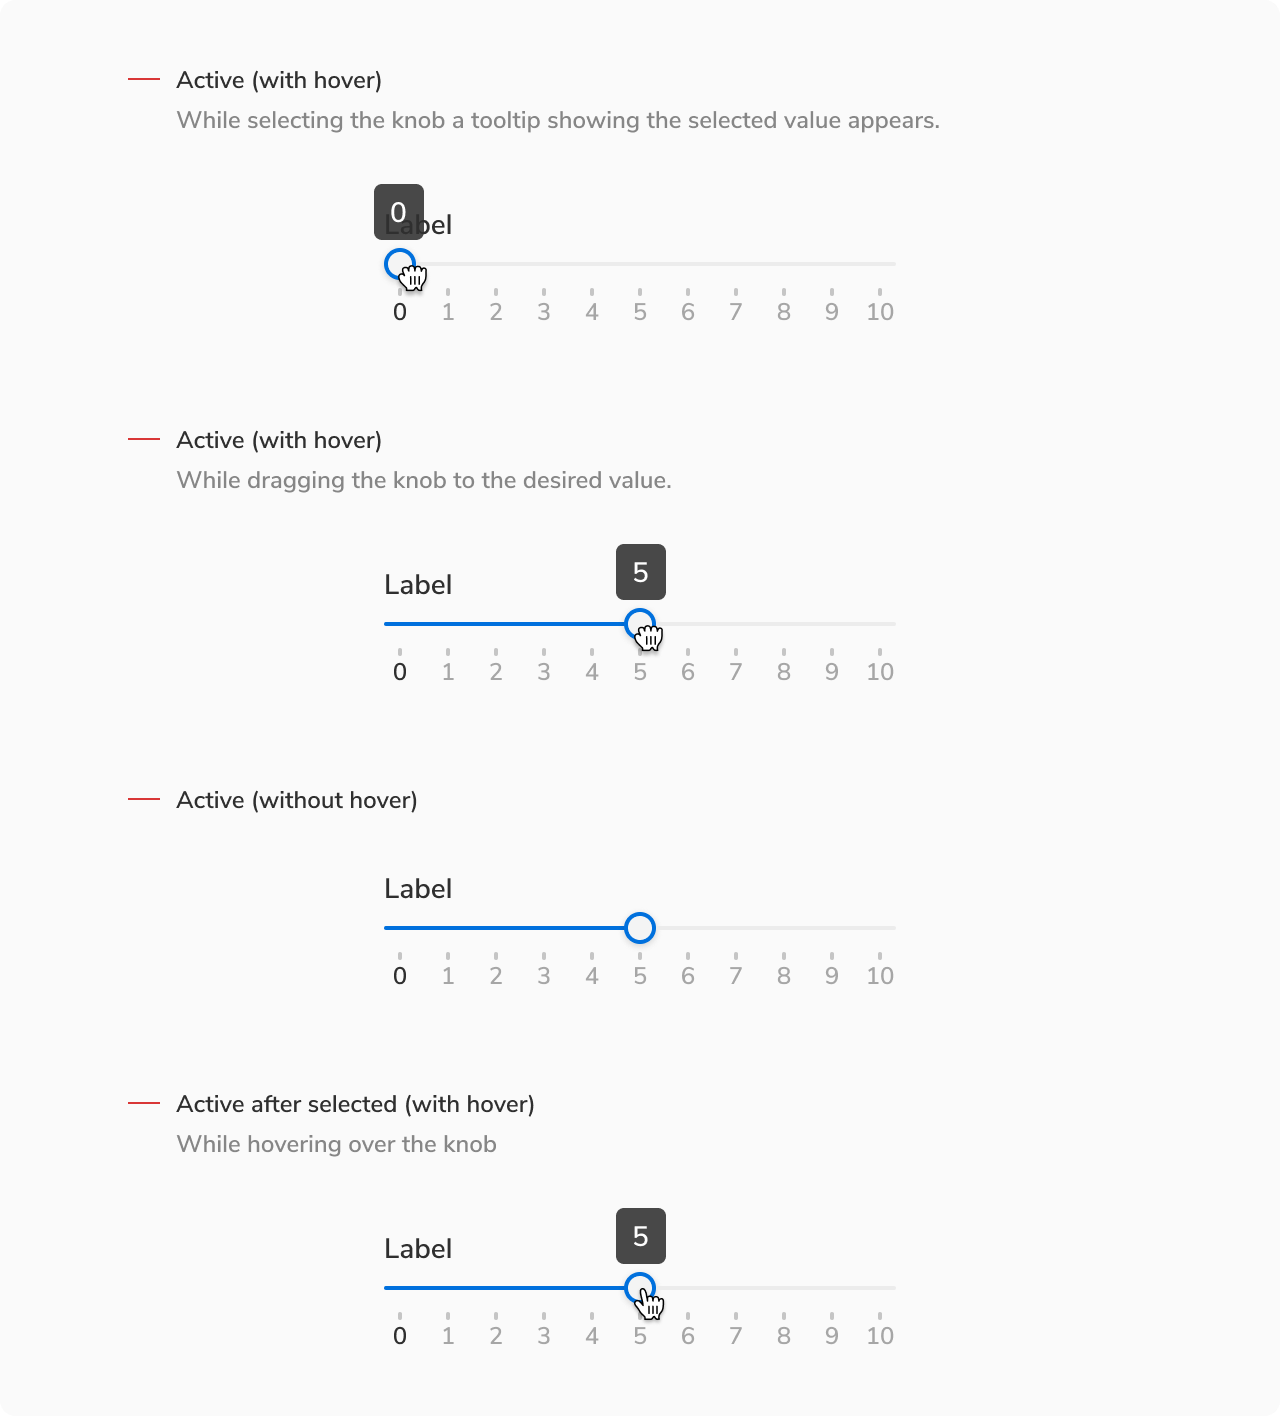 Active (with hover)
While selecting the knob a tooltip showing the selected value appears.
0
Label
0 1 2 3 4 5 6 7 8 9 10
Active (with hover)
While dragging the knob to the desired value.
5
Label
0 1 2 3 4 5 6 7 8 9 10
Active (without hover)
Label
0 1 2 3 4 5 6 7 8 9 10
Active after selected (with hover)
While hovering over the knob
5
Label
0 1 2 3 4 5 6 7 8 9 10